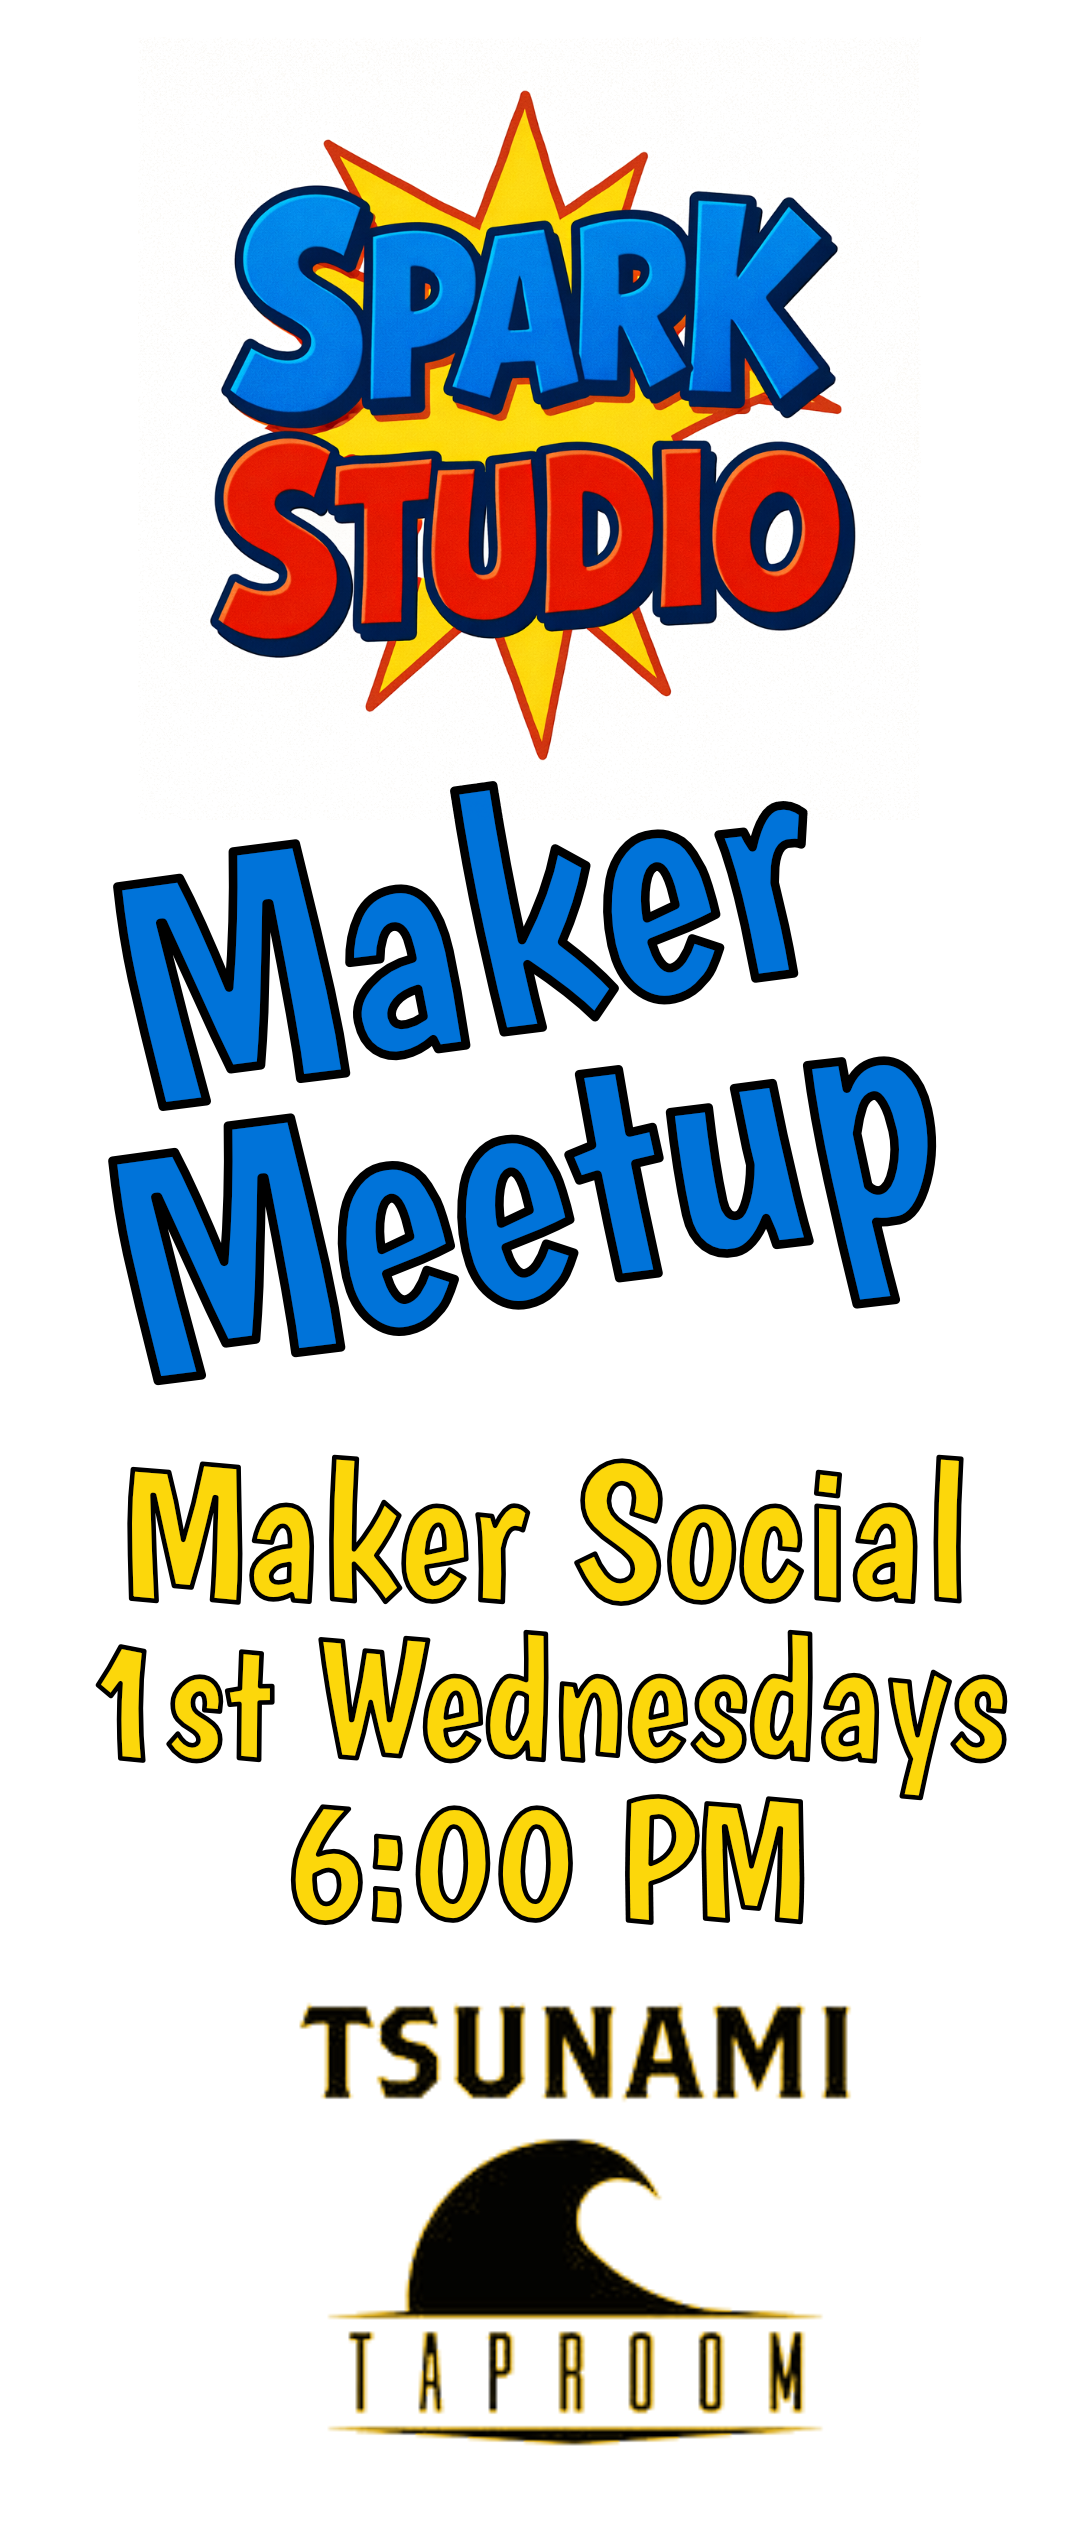 SPARK
STUDIO
Maker
Meetup
Maker Social
1st Wednesdays
6:00 PM
TSUNAMI
TAPROOM